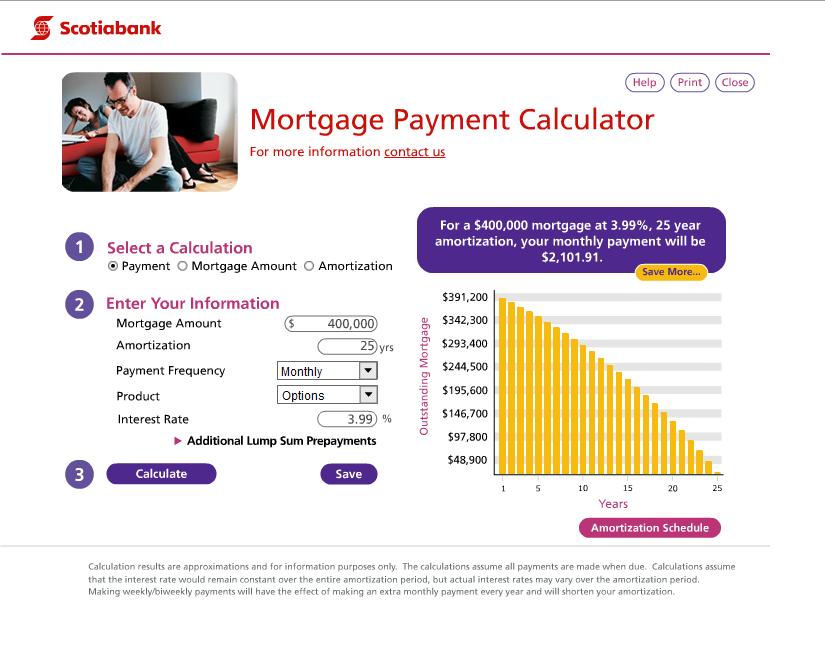 Scotiabank
Help Print Close
Mortgage Payment Calculator
For more information contact us
1 Select a Calculation
Payment Mortgage Amount Amortization
2 Enter Your Information
Mortgage Amount $ 400,000
Amortization 25 yrs
Payment Frequency Monthly
Product Options
Interest Rate 3.99 %
Additional Lump Sum Prepayments
3 Calculate Save
For a $400,000 mortgage at 3.99%, 25 year
amortization, your monthly payment will be
$2,101.91.
Save More...
Outstanding Mortgage
$391,200
$342,300
$293,400
$244,500
$195,600
$146,700
$97,800
$48,900
1 5 10 15 20 25
Years
Amortization Schedule
Calculation results are approximations and for information purposes only. The calculations assume all payments are made when due. Calculations assume
that the interest rate would remain constant over the entire amortization period, but actual interest rates may vary over the amortization period.
Making weekly/biweekly payments will have the effect of making an extra monthly payment every year and will shorten your amortization.